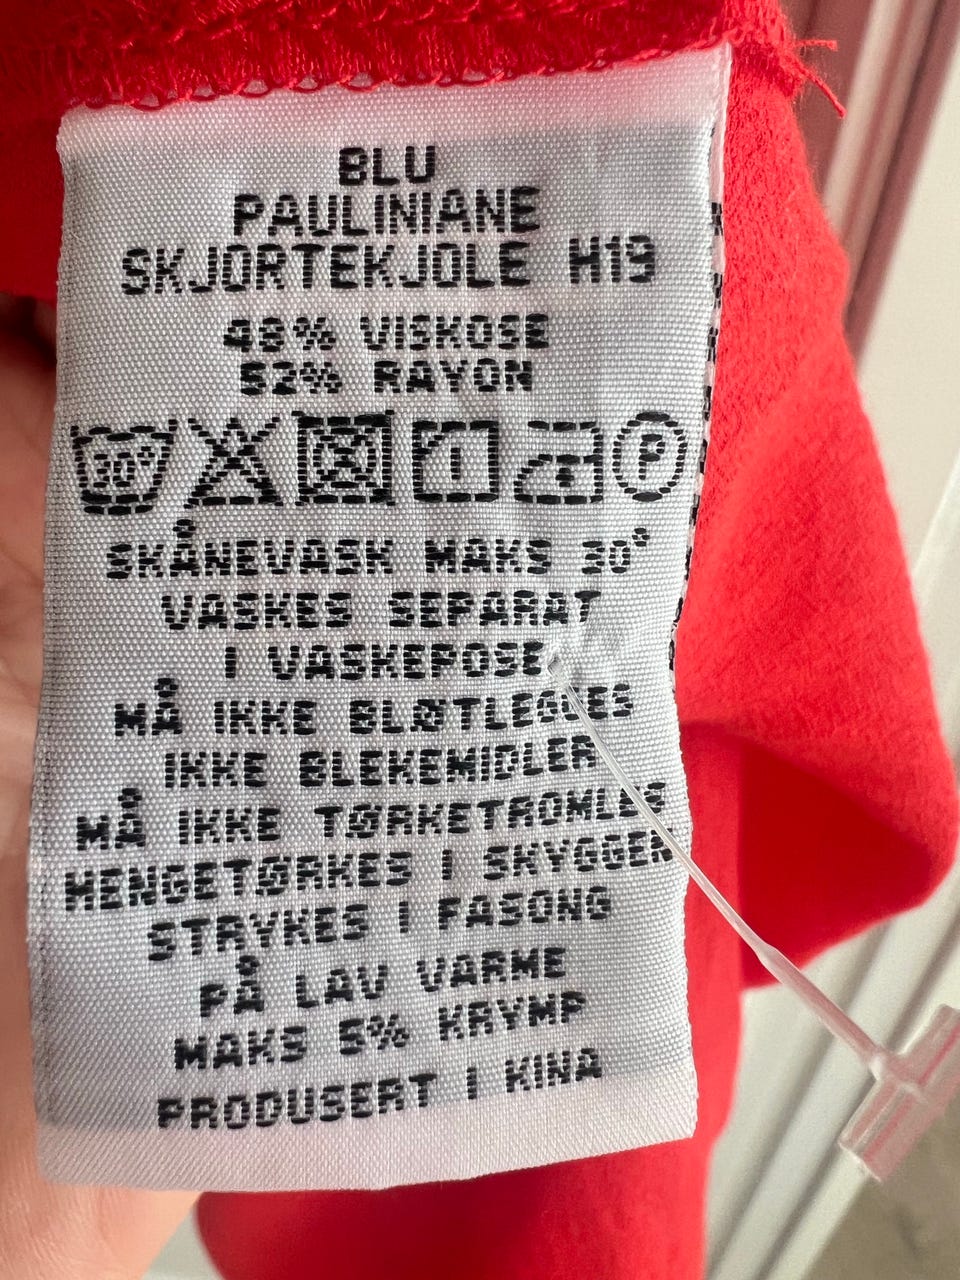 BLU
PAULINIANE
SKJORTEKJOLE H19
48% VISKOSE
52% RAYON
30° P
SKÅNEVASK MAKS 30°
VASKES SEPARAT
I VASKEPOSE
MÅ IKKE BLØTLEGGES
IKKE BLEKEMIDLER
MÅ IKKE TØRKETROMLES
HENGETØRKES I SKYGGEN
STRYKES I FASONG
PÅ LAV VARME
MAKS 5% KRYMP
PRODUSERT I KINA